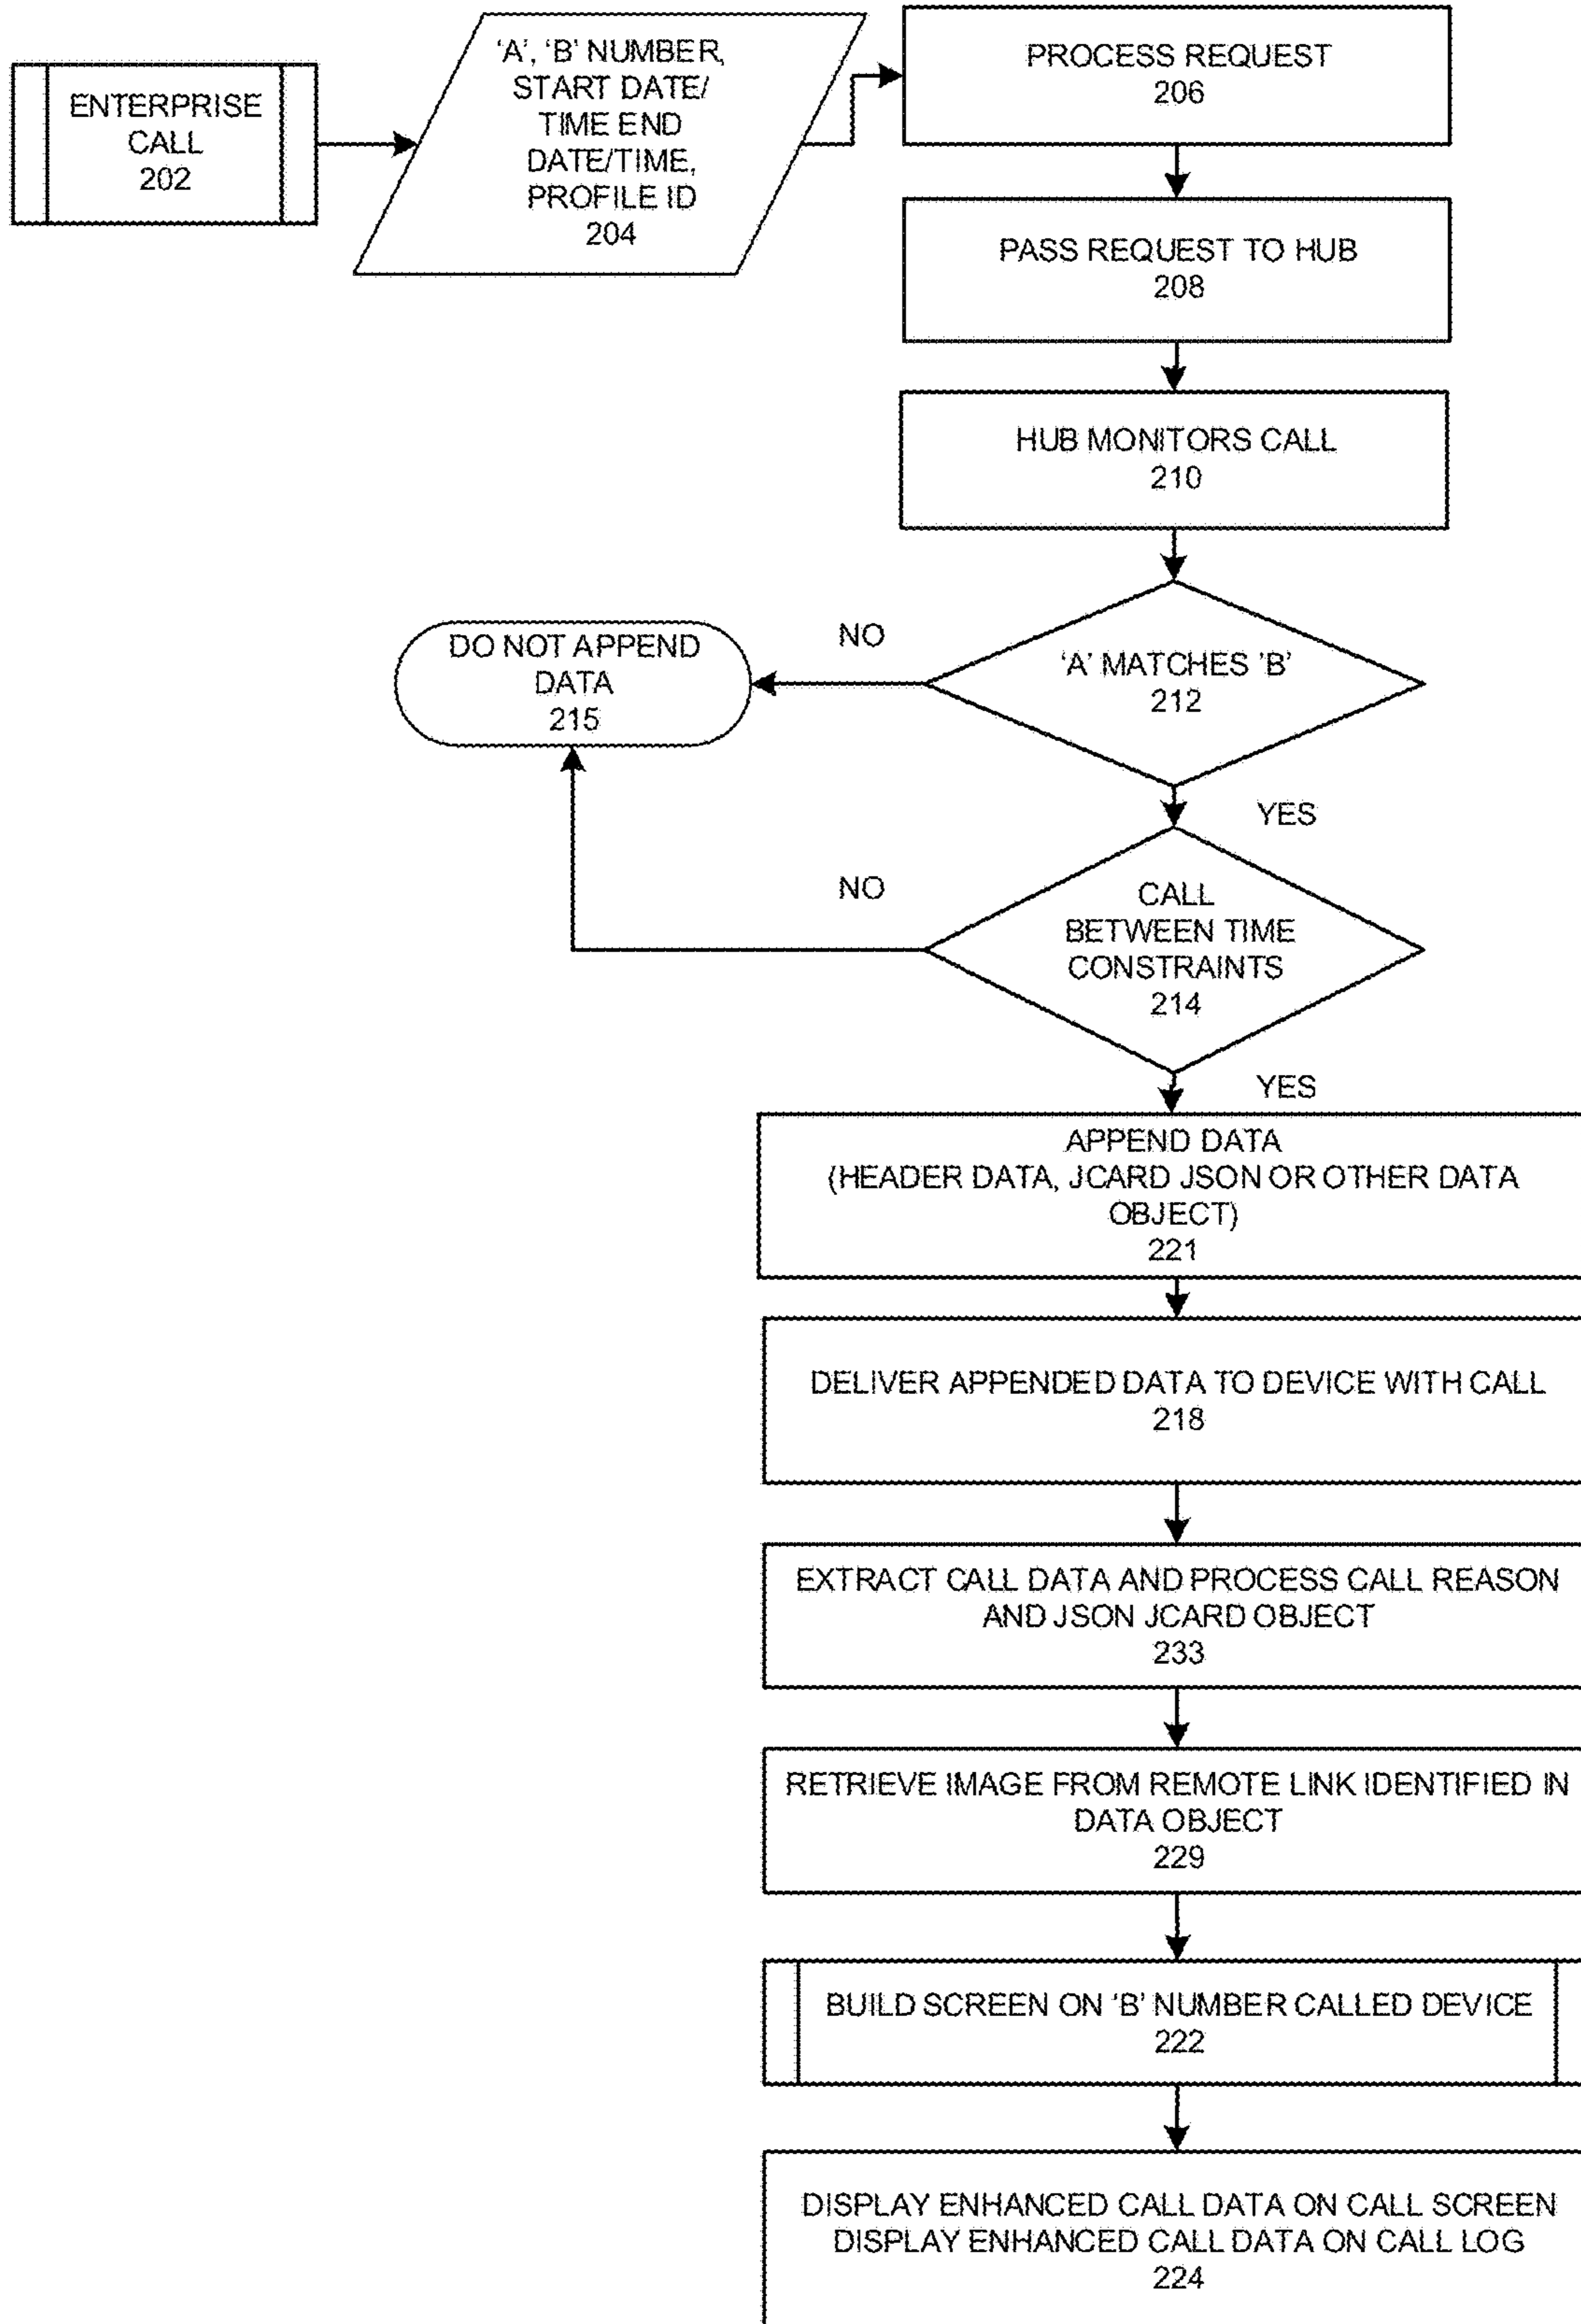 ENTERPRISE
CALL
202
‘A’, ‘B’ NUMBER,
START DATE/
TIME END
DATE/TIME,
PROFILE ID
204
PROCESS REQUEST
206
PASS REQUEST TO HUB
208
HUB MONITORS CALL
210
‘A’ MATCHES ‘B’
212
NO
DO NOT APPEND
DATA
215
YES
CALL
BETWEEN TIME
CONSTRAINTS
214
NO
YES
APPEND DATA
(HEADER DATA, JCARD JSON OR OTHER DATA
OBJECT)
221
DELIVER APPENDED DATA TO DEVICE WITH CALL
218
EXTRACT CALL DATA AND PROCESS CALL REASON
AND JSON JCARD OBJECT
233
RETRIEVE IMAGE FROM REMOTE LINK IDENTIFIED IN
DATA OBJECT
229
BUILD SCREEN ON ‘B’ NUMBER CALLED DEVICE
222
DISPLAY ENHANCED CALL DATA ON CALL SCREEN
DISPLAY ENHANCED CALL DATA ON CALL LOG
224